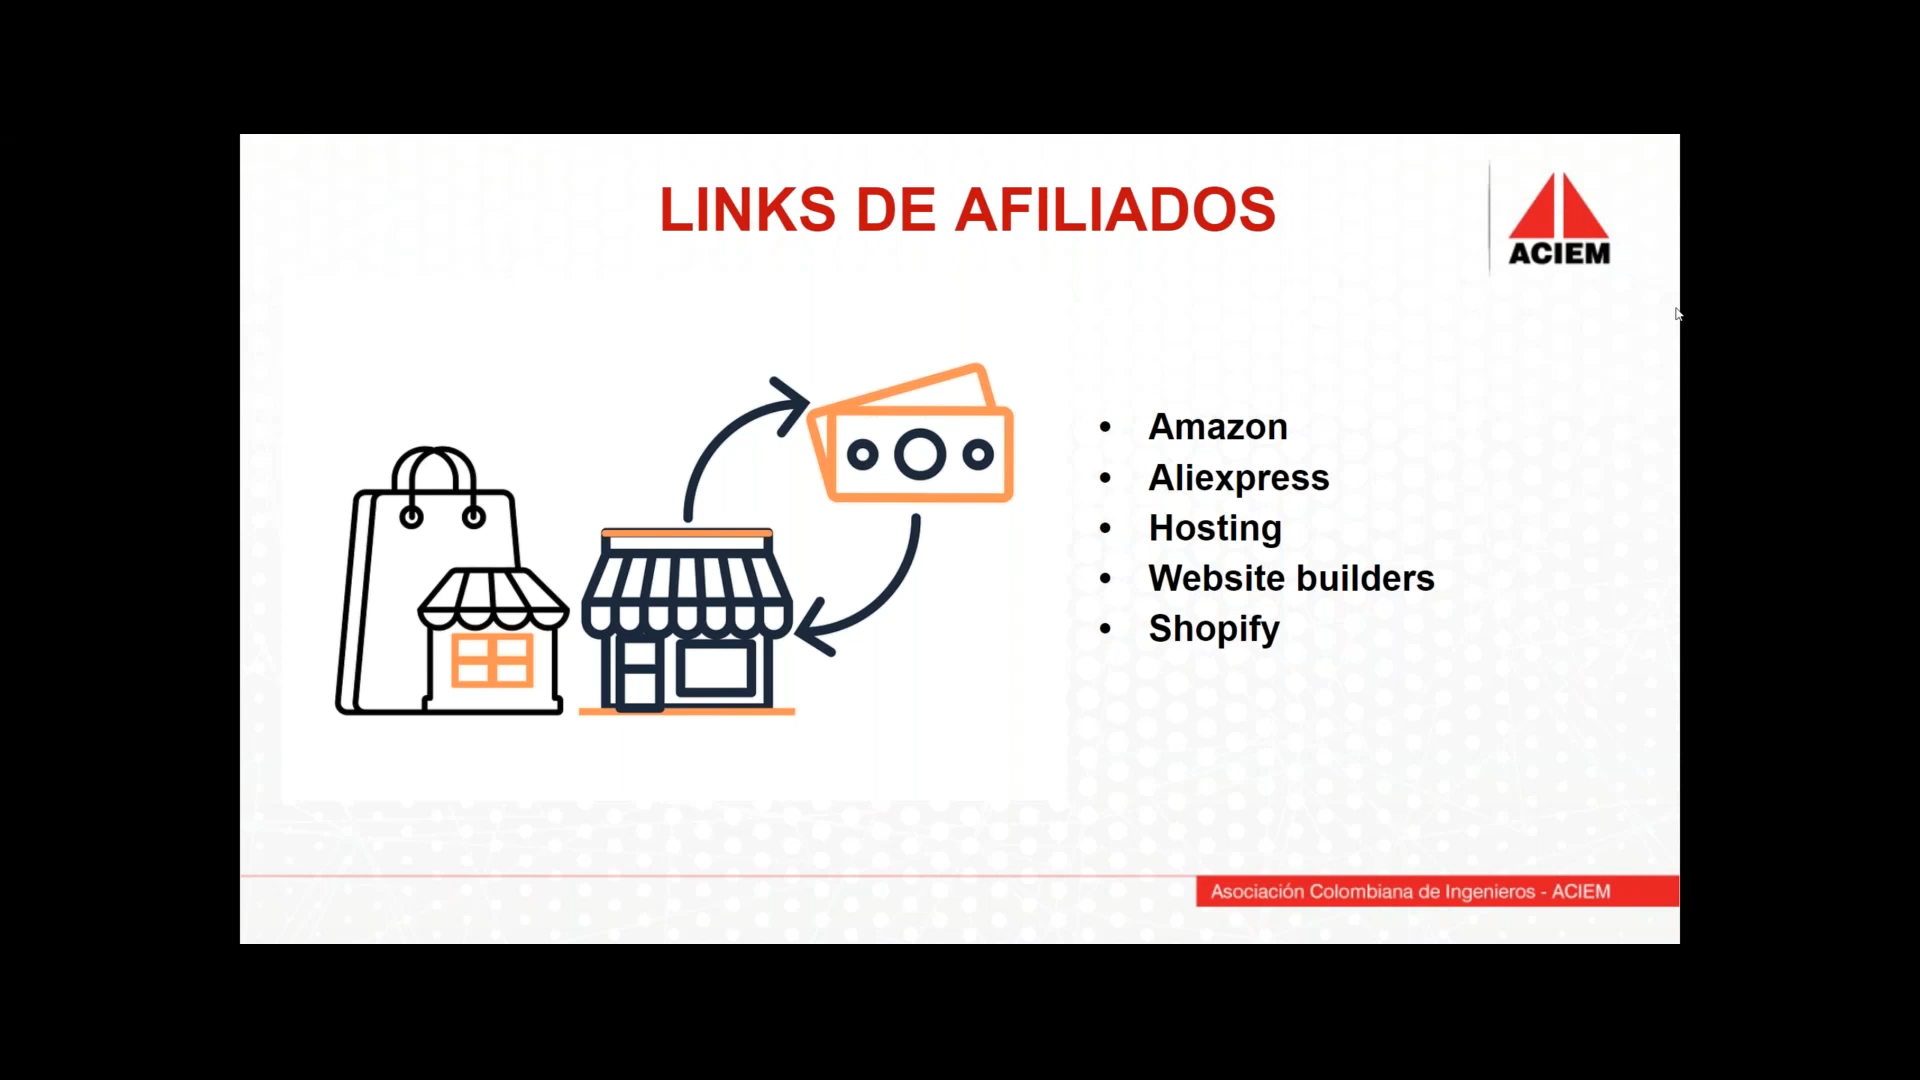 LINKS DE AFILIADOS
ACIEM
• Amazon
• Aliexpress
• Hosting
• Website builders
• Shopify
Asociación Colombiana de Ingenieros - ACIEM